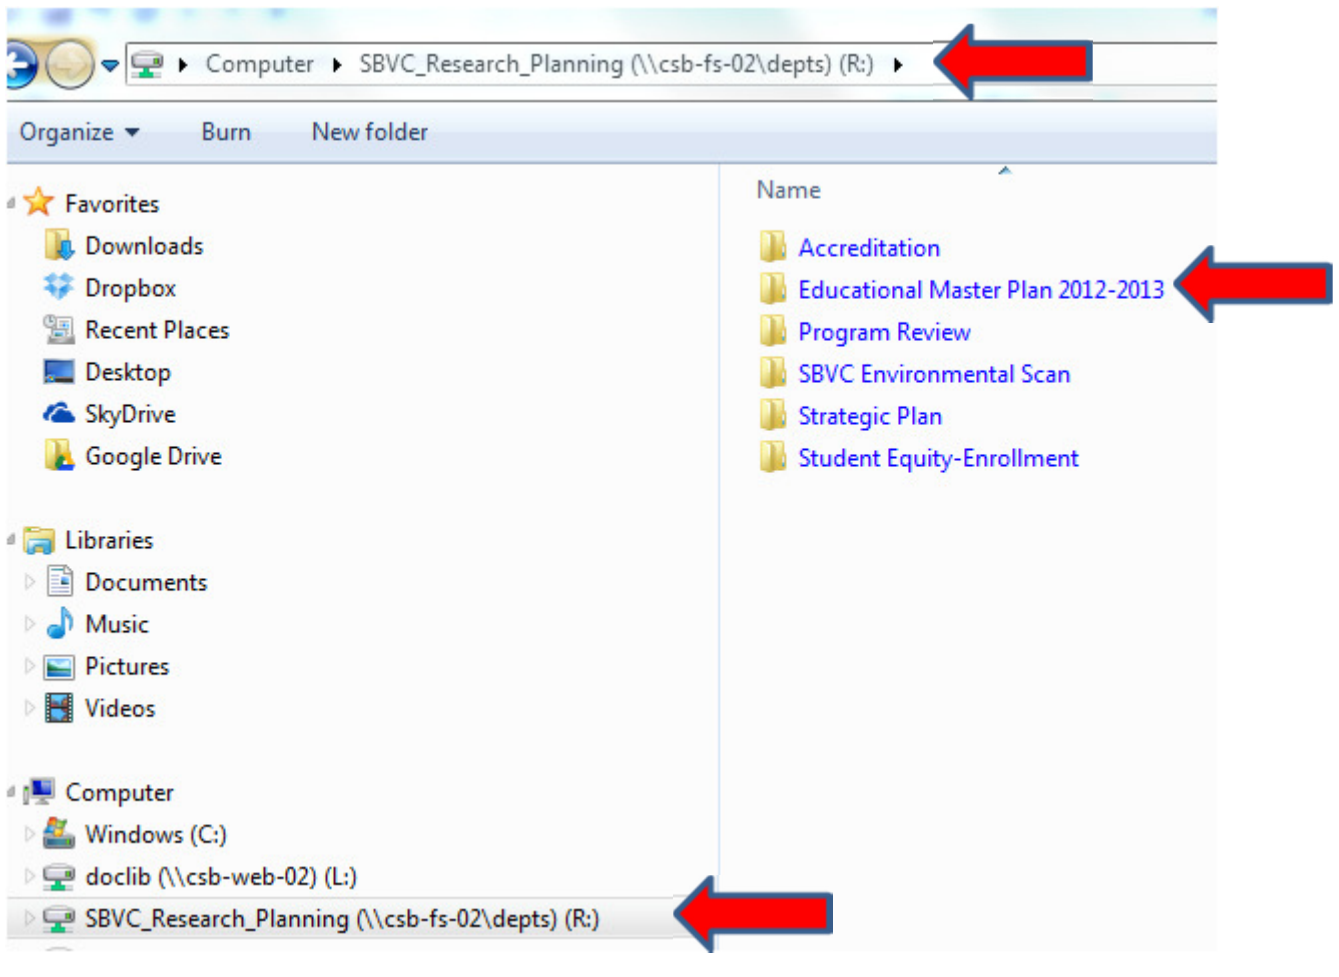 Computer SBVC_Research_Planning (\\csb-fs-02\depts) (R:)
Organize Burn New folder
Favorites
Downloads
Dropbox
Recent Places
Desktop
SkyDrive
Google Drive
Libraries
Documents
Music
Pictures
Videos
Computer
Windows (C:)
doclib (\\csb-web-02) (L:)
SBVC_Research_Planning (\\csb-fs-02\depts) (R:)
Name
Accreditation
Educational Master Plan 2012-2013
Program Review
SBVC Environmental Scan
Strategic Plan
Student Equity-Enrollment